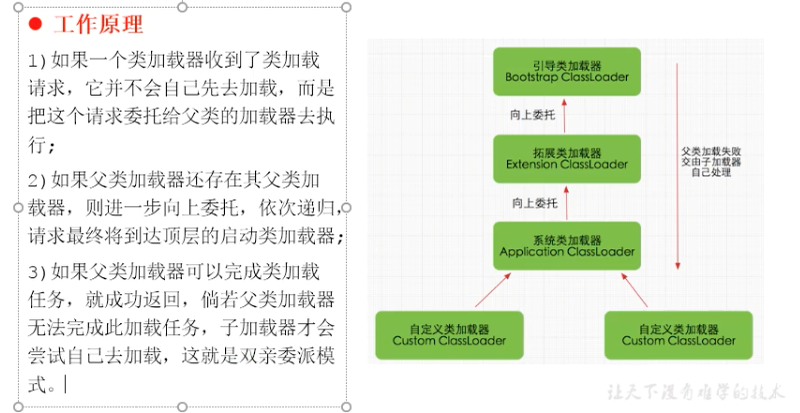 ● 工作原理
1)如果一个类加载器收到了类加载
请求，它并不会自己先去加载，而是
把这个请求委托给父类的加载器去执
行；
2)如果父类加载器还存在其父类加
载器，则进一步向上委托，依次递归，
请求最终将到达顶层的启动类加载器；
3)如果父类加载器可以完成类加载
任务，就成功返回，倘若父类加载器
无法完成此加载任务，子加载器才会
尝试自己去加载，这就是双亲委派模
式。
引导类加载器
Bootstrap ClassLoader
向上委托
拓展类加载器
Extension ClassLoader
向上委托
系统类加载器
Application ClassLoader
自定义类加载器
Custom ClassLoader
自定义类加载器
Custom ClassLoader
父类加载失败
交由子加载器
自己处理
让天下没有难学的技术